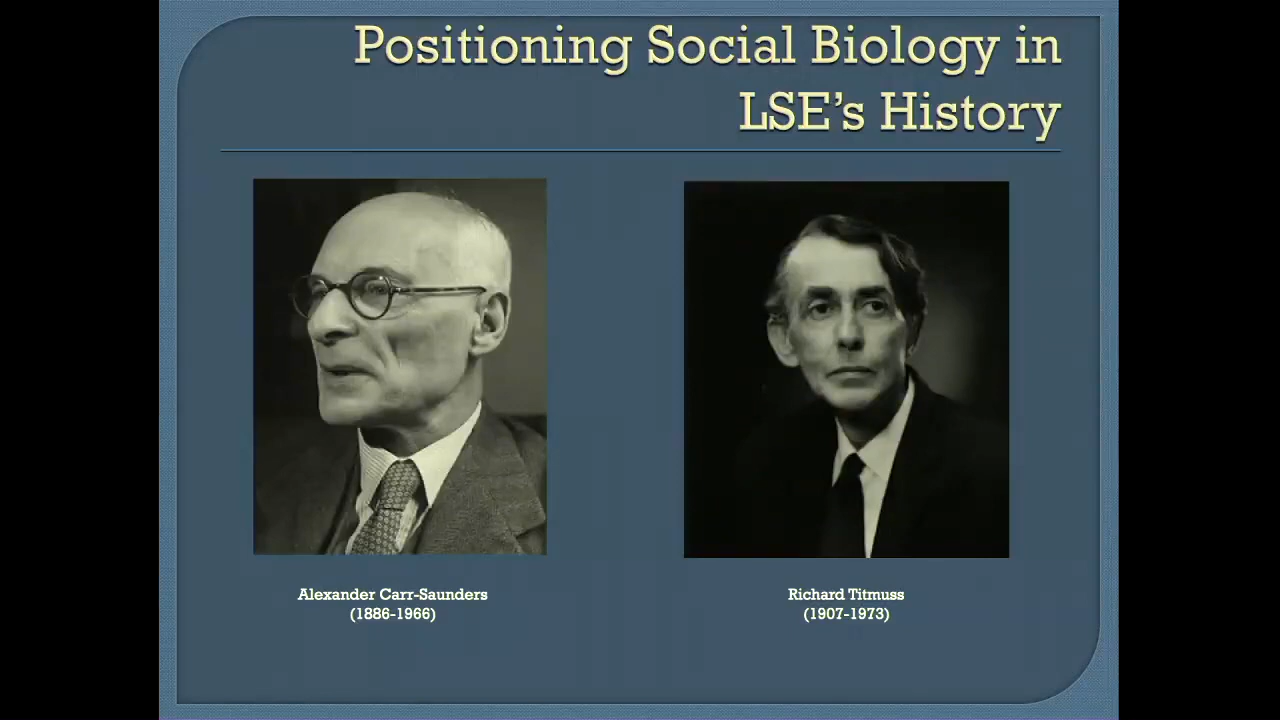 Positioning Social Biology in
LSE’s History
Alexander Carr-Saunders
(1886-1966)
Richard Titmuss
(1907-1973)